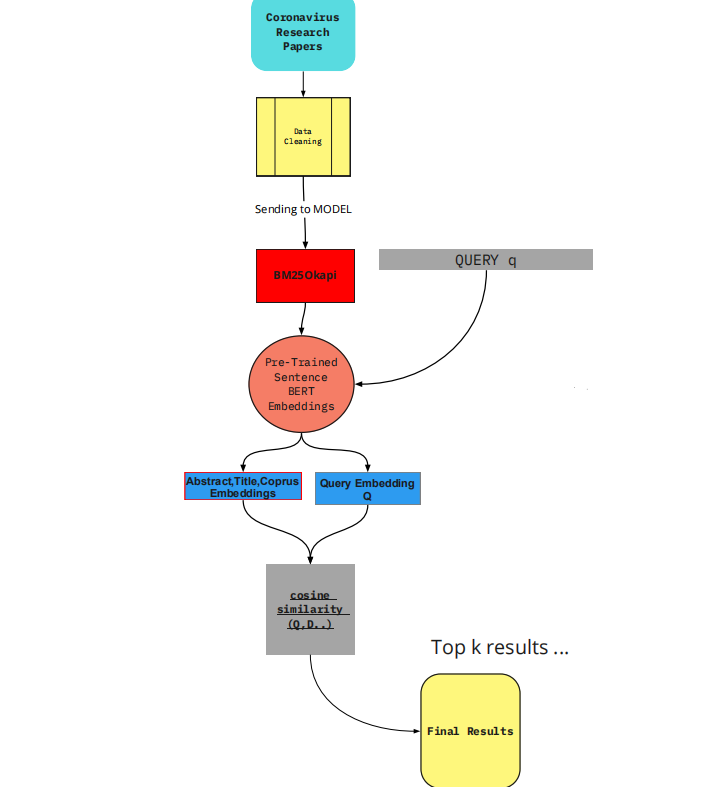 Coronavirus
Research
Papers
Data
Cleaning
Sending to MODEL
BM25Okapi
QUERY q
Pre-Trained
Sentence
BERT
Embeddings
Abstract,Title,Coprus
Embeddings
Query Embedding
Q
cosine
similarity
(Q,D..)
Top k results ...
Final Results